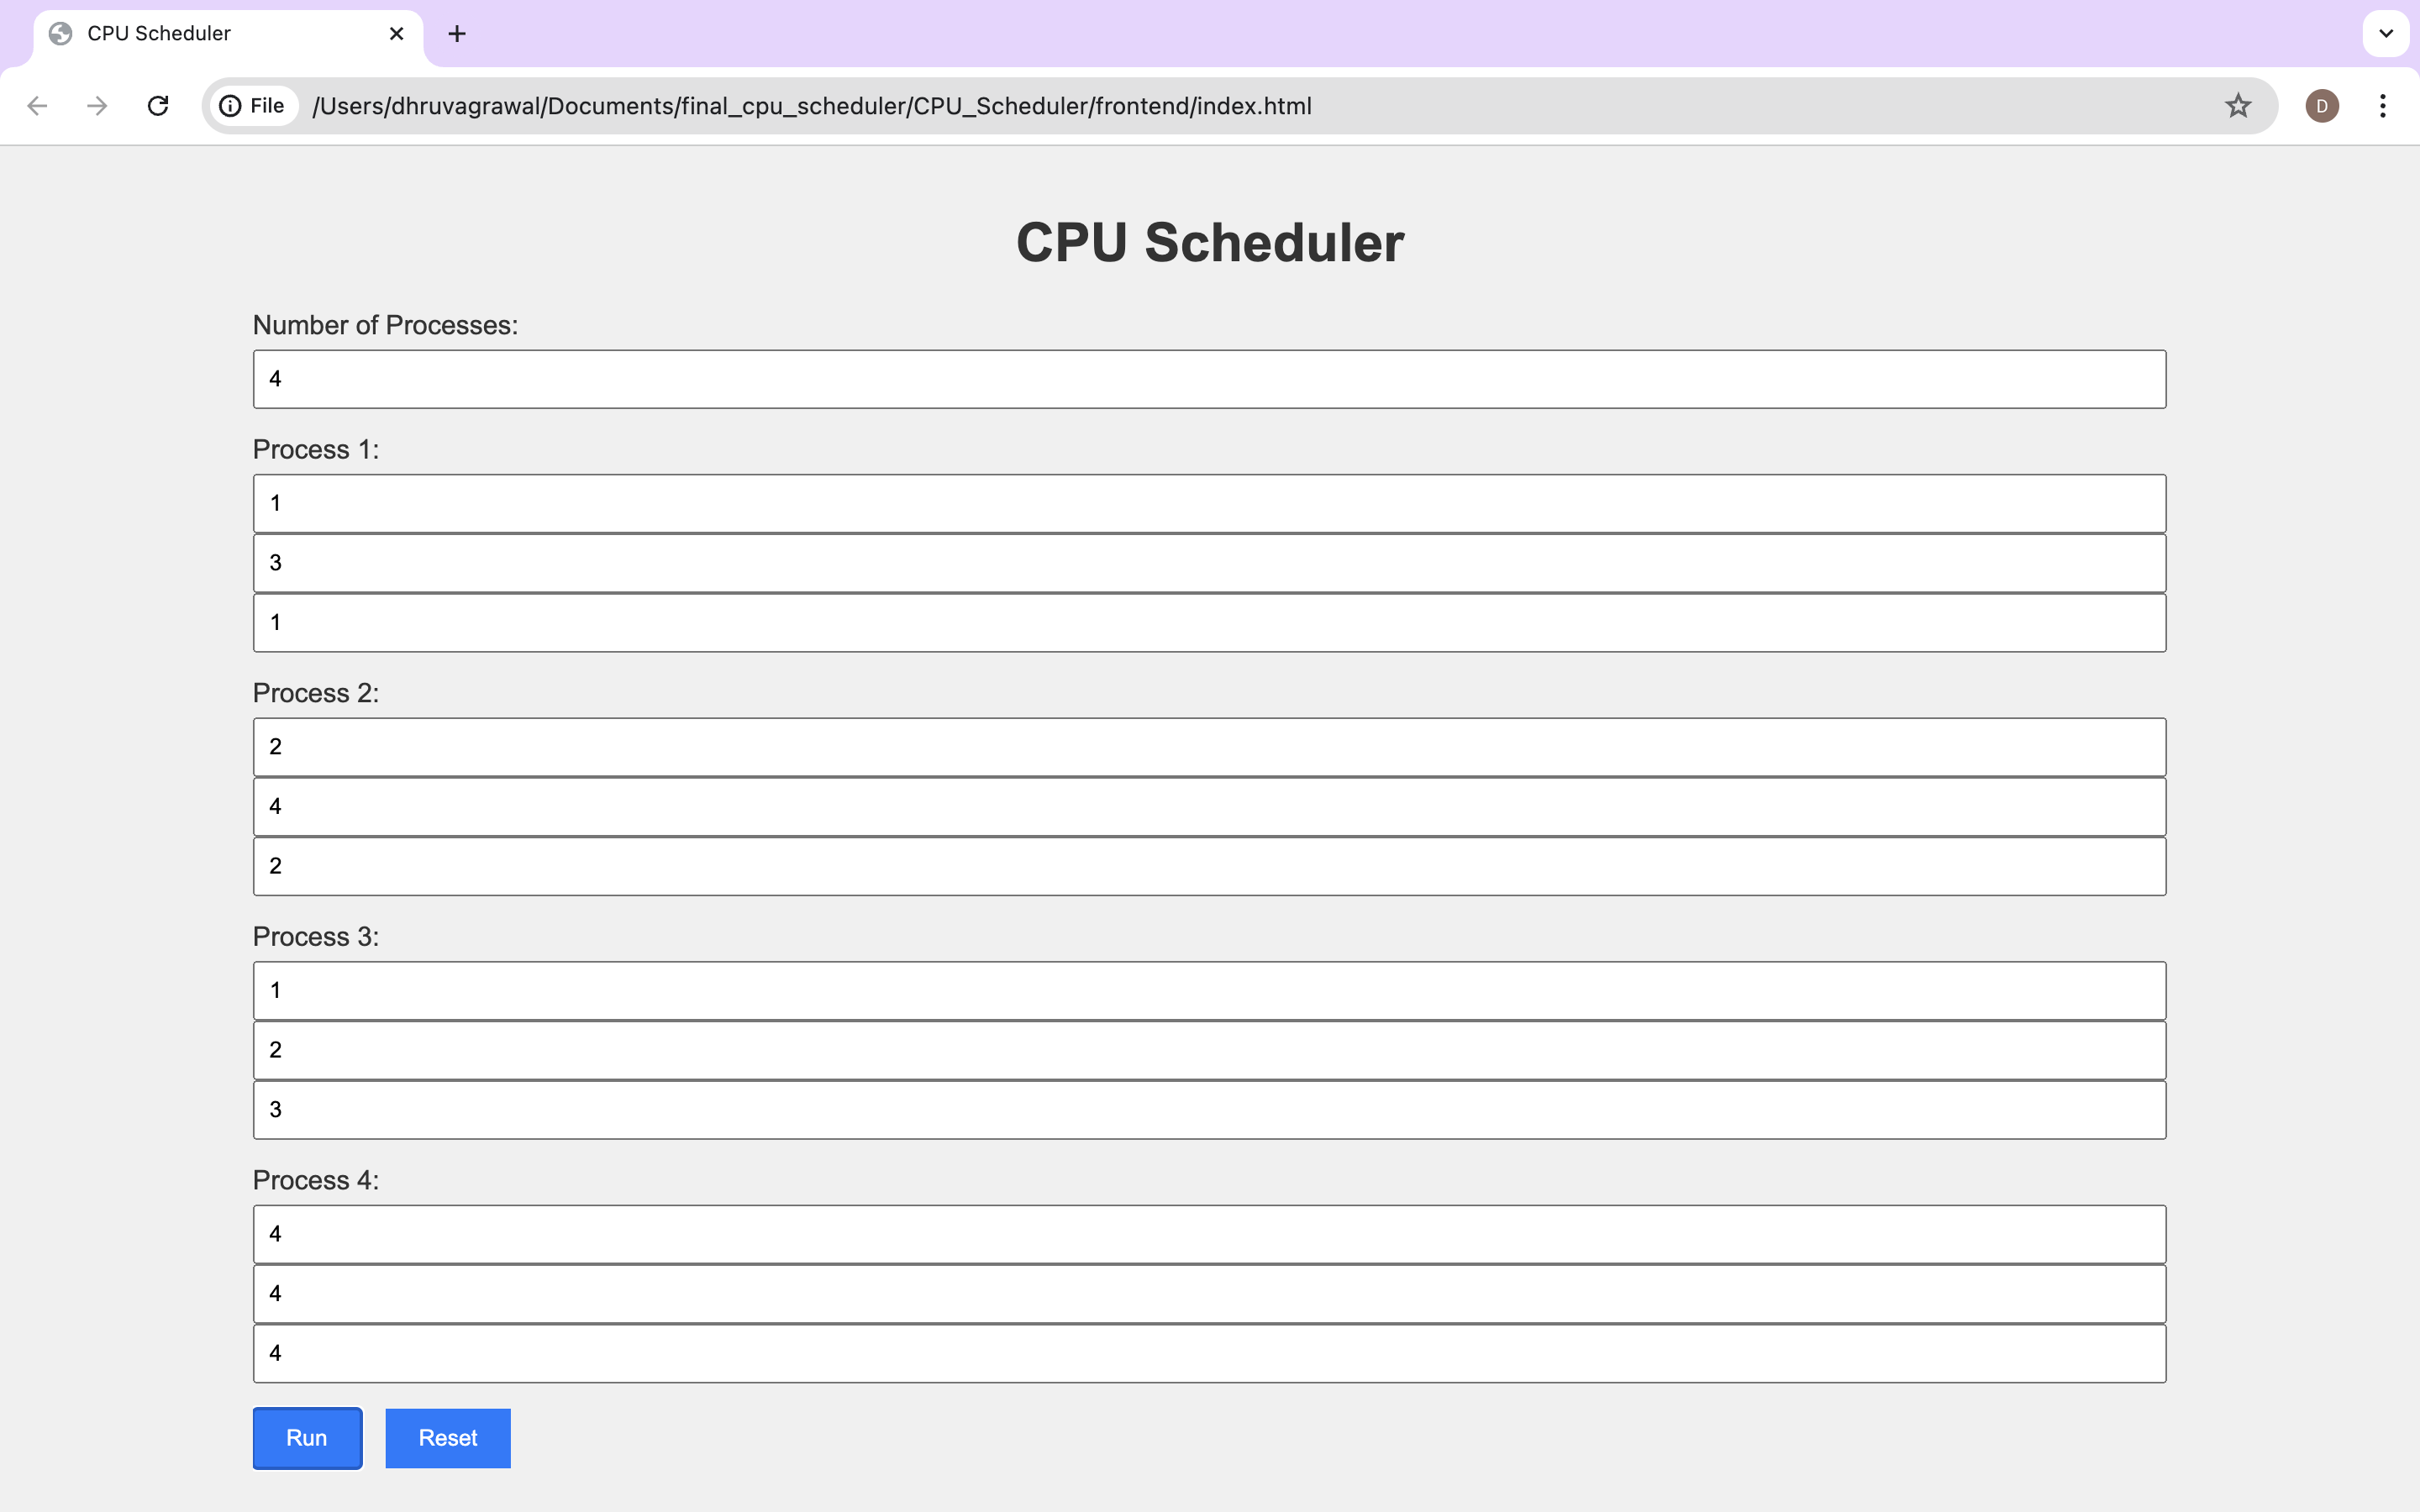 CPU Scheduler
File /Users/dhruvagrawal/Documents/final_cpu_scheduler/CPU_Scheduler/frontend/index.html
D
CPU Scheduler
Number of Processes:
4
Process 1:
1
3
1
Process 2:
2
4
2
Process 3:
1
2
3
Process 4:
4
4
4
Run Reset